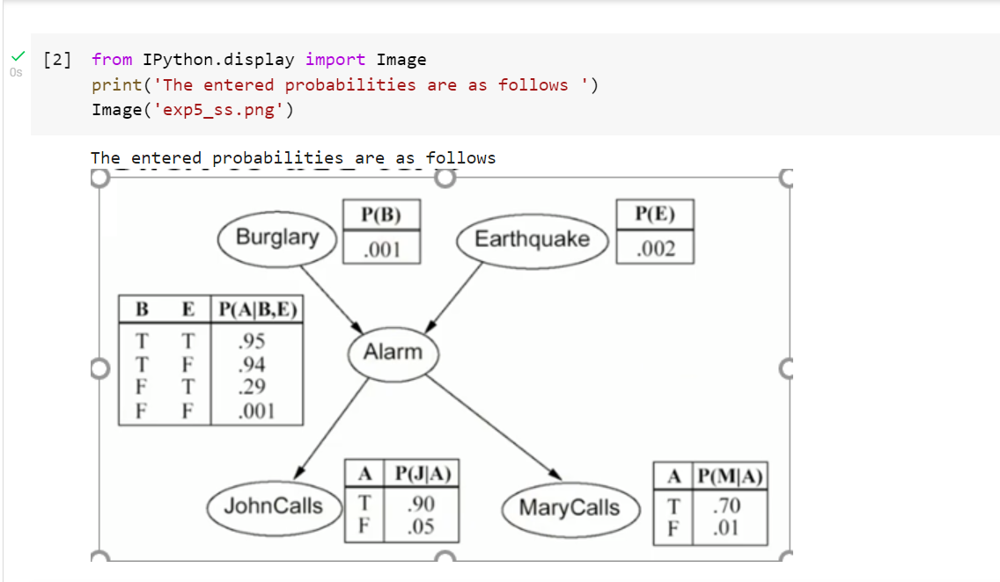 [2] from IPython.display import Image
0s
print('The entered probabilities are as follows ')
Image('exp5_ss.png')
The entered probabilities are as follows
P(B)
.001
P(E)
.002
Burglary
Earthquake
B E P(A|B,E)
T T .95
T F .94
F T .29
F F .001
Alarm
A P(J|A)
T .90
F .05
A P(M|A)
T .70
F .01
JohnCalls
MaryCalls